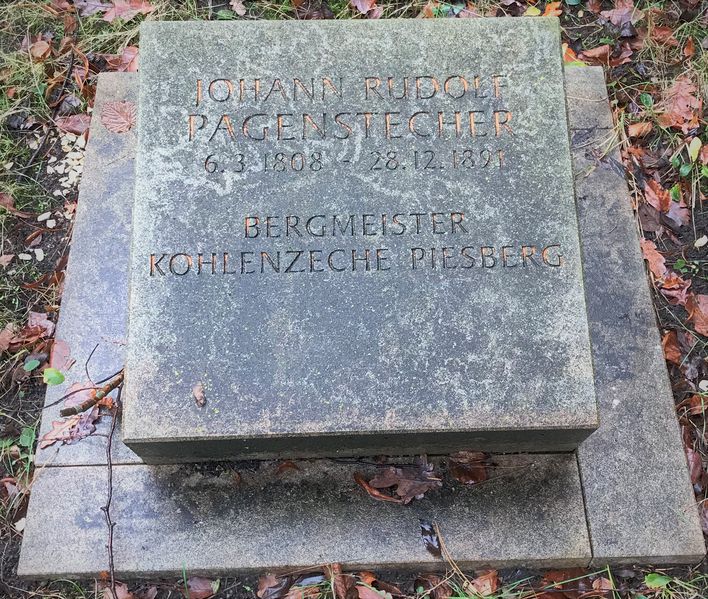 JOHANN RUDOLF
PAGENSTECHER
6.3.1808 - 28.12.1891
BERGMEISTER
KOHLENZECHE PIESBERG